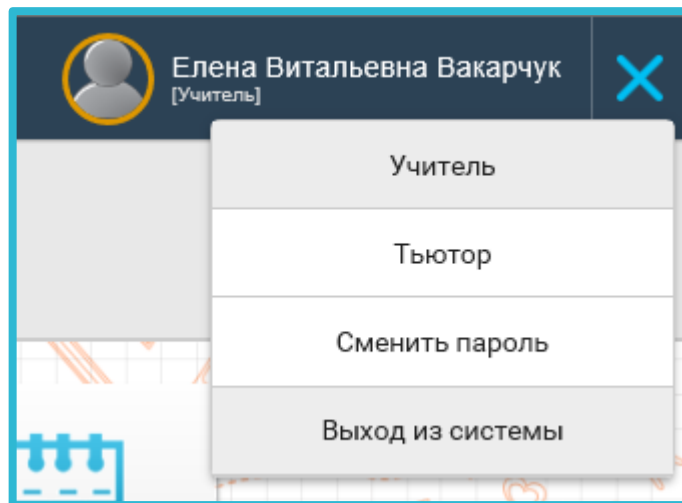 Елена Витальевна Вакарчук
[Учитель]
Учитель
Тьютор
Сменить пароль
Выход из системы